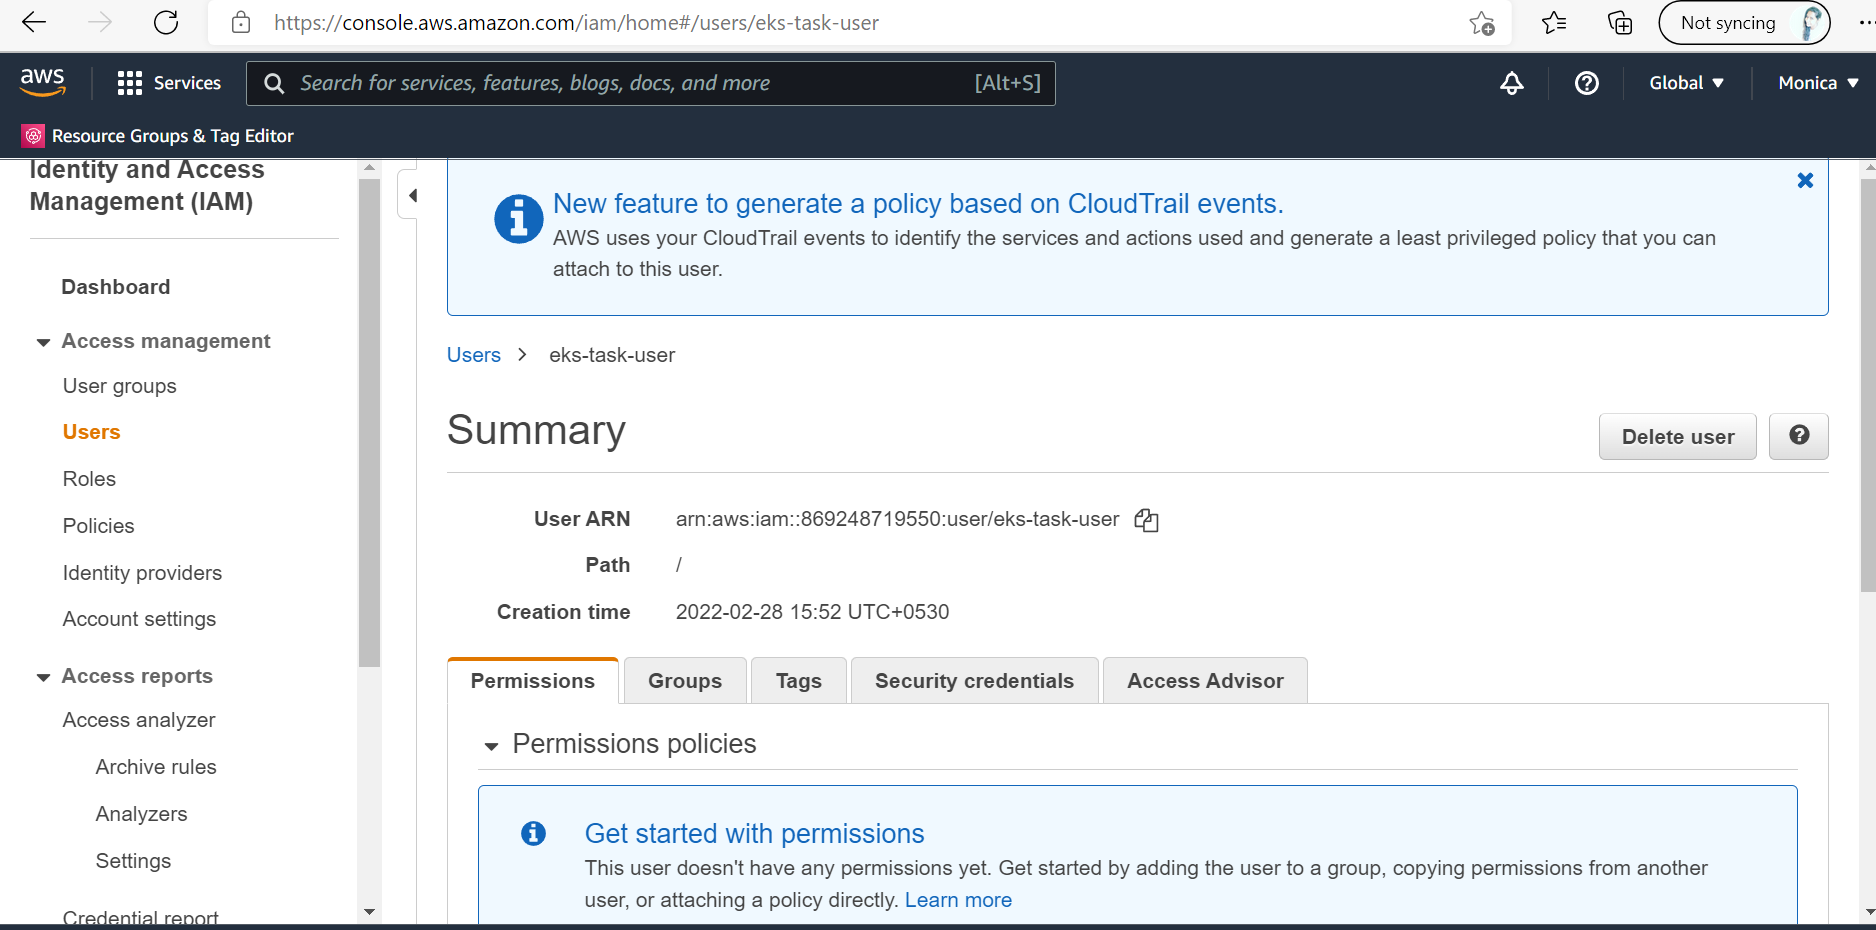 https://console.aws.amazon.com/iam/home#/users/eks-task-user
Not syncing
aws
Services
Search for services, features, blogs, docs, and more
[Alt+S]
Global
Monica
Resource Groups & Tag Editor
Identity and Access
Management (IAM)
Dashboard
Access management
User groups
Users
Roles
Policies
Identity providers
Account settings
Access reports
Access analyzer
Archive rules
Analyzers
Settings
Credential report
New feature to generate a policy based on CloudTrail events.
AWS uses your CloudTrail events to identify the services and actions used and generate a least privileged policy that you can
attach to this user.
Users > eks-task-user
Summary
Delete user
User ARN arn:aws:iam::869248719550:user/eks-task-user
Path /
Creation time 2022-02-28 15:52 UTC+0530
Permissions
Groups
Tags
Security credentials
Access Advisor
Permissions policies
Get started with permissions
This user doesn't have any permissions yet. Get started by adding the user to a group, copying permissions from another
user, or attaching a policy directly. Learn more